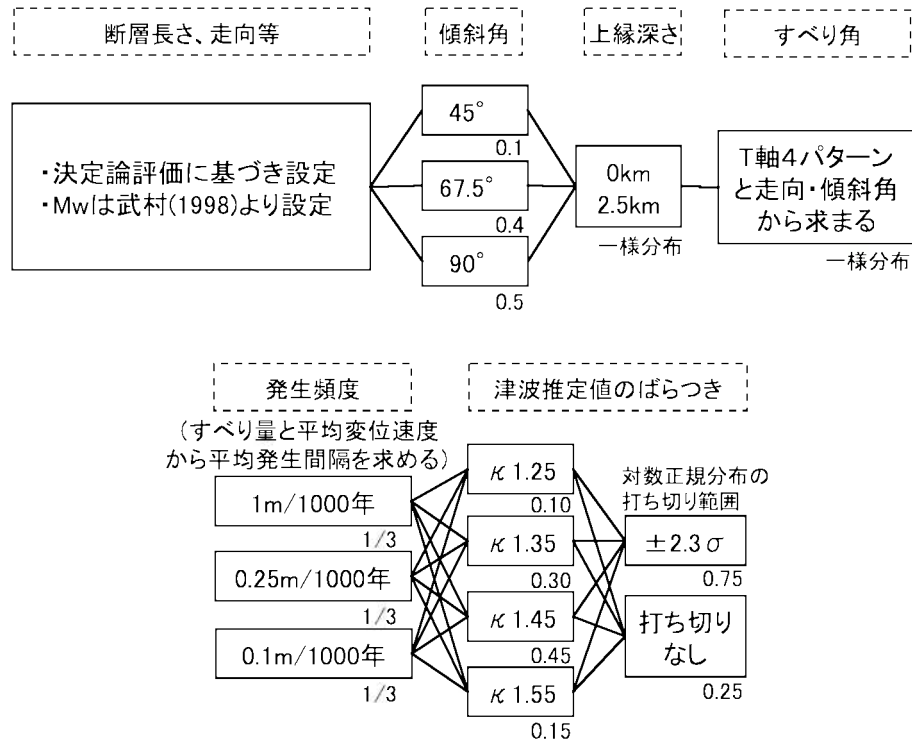 断層長さ、走向等
傾斜角
上縁深さ
すべり角
・決定論評価に基づき設定
・Mwは武村(1998)より設定
45°
0.1
67.5°
0.4
90°
0.5
0km
2.5km
一様分布
T軸4パターン
と走向・傾斜角
から求まる
一様分布
発生頻度
(すべり量と平均変位速度
から平均発生間隔を求める)
1m/1000年
1/3
0.25m/1000年
1/3
0.1m/1000年
1/3
津波推定値のばらつき
κ1.25
0.10
κ1.35
0.30
κ1.45
0.45
κ1.55
0.15
対数正規分布の
打ち切り範囲
±2.3σ
0.75
打ち切り
なし
0.25